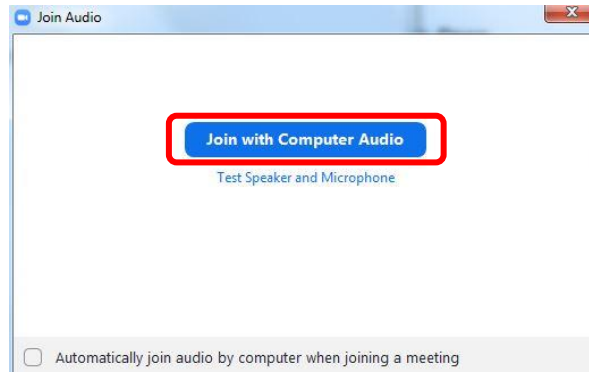 Join Audio
Join with Computer Audio
Test Speaker and Microphone
Automatically join audio by computer when joining a meeting